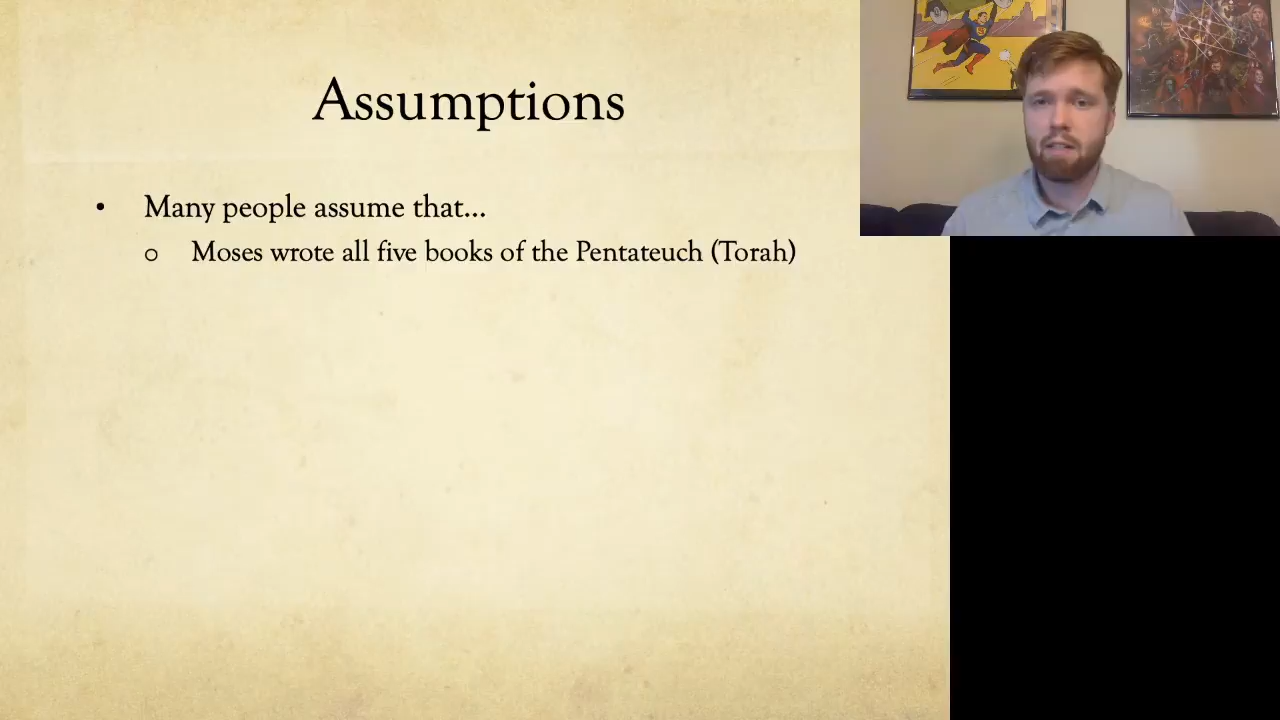 Assumptions
• Many people assume that...
o Moses wrote all five books of the Pentateuch (Torah)